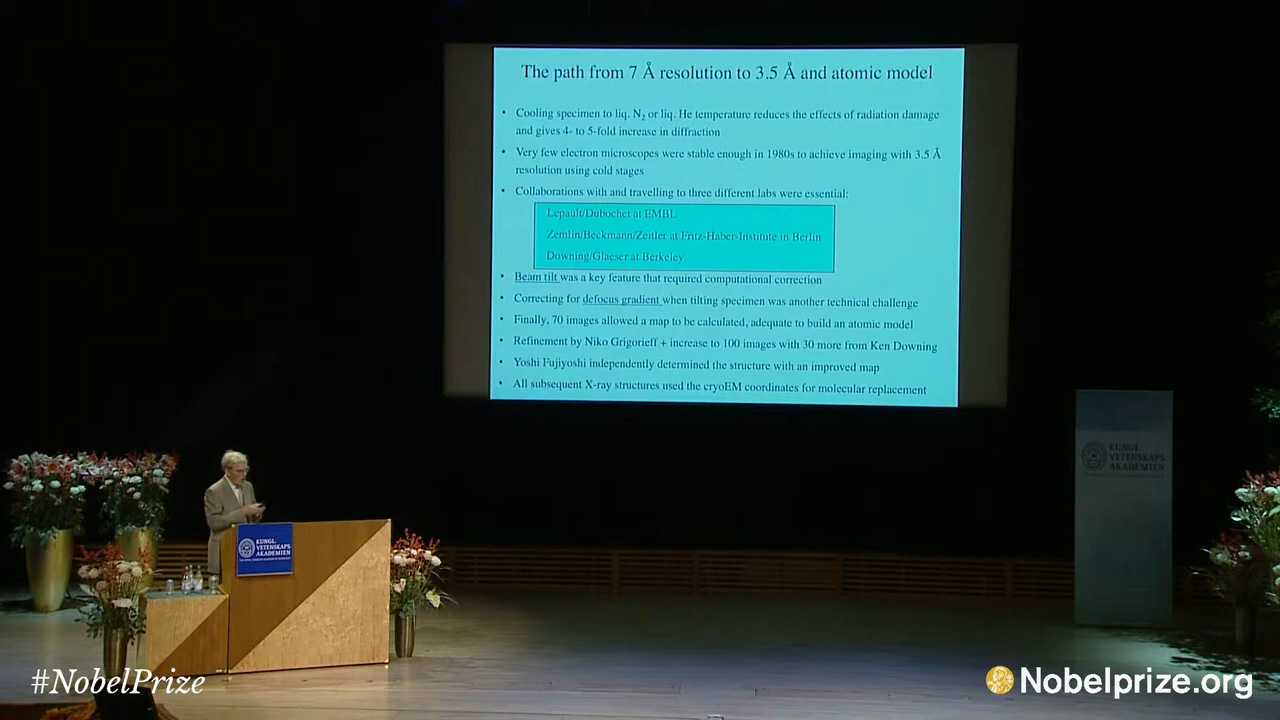 The path from 7 Å resolution to 3.5 Å and atomic model
• Cooling specimen to liq. N₂ or liq. He temperature reduces the effects of radiation damage
and gives 4- to 5-fold increase in diffraction
• Very few electron microscopes were stable enough in 1980s to achieve imaging with 3.5 Å
resolution using cold stages
• Collaborations with and travelling to three different labs were essential:
Lepault/Dubochet at EMBL
Zemlin/Beckmann/Zeitler at Fritz-Haber-Institute in Berlin
Downing/Glaeser at Berkeley
• Beam tilt was a key feature that required computational correction
• Correcting for defocus gradient when tilting specimen was another technical challenge
• Finally, 70 images allowed a map to be calculated, adequate to build an atomic model
• Refinement by Niko Grigorieff + increase to 100 images with 30 more from Ken Downing
• Yoshi Fujiyoshi independently determined the structure with an improved map
• All subsequent X-ray structures used the cryoEM coordinates for molecular replacement
KUNGL.
VETENSKAPS
AKADEMIEN
KUNGL.
VETENSKAPS
AKADEMIEN
#NobelPrize
Nobelprize.org